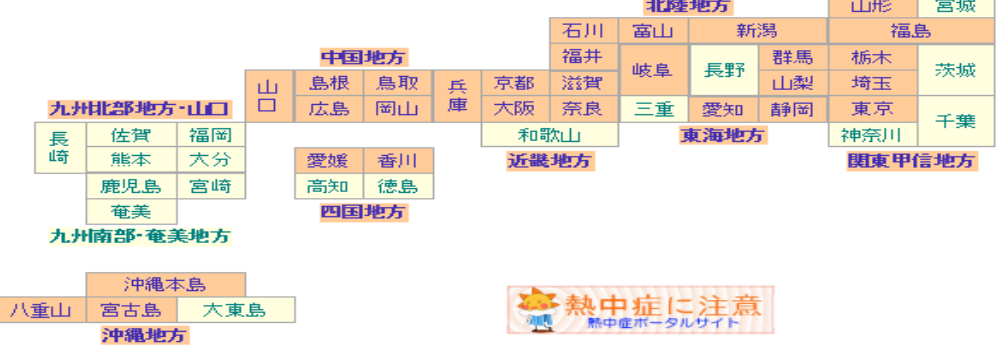 北陸地方
山形 宮城
石川 富山 新潟 福島
中国地方
福井 岐阜 長野 群馬 栃木 茨城
山口 島根 鳥取 兵庫 京都 滋賀 山梨 埼玉
九州北部地方・山口
広島 岡山 大阪 奈良 三重 愛知 静岡 東京 千葉
長崎 佐賀 福岡 和歌山 東海地方 神奈川
熊本 大分 愛媛 香川 近畿地方 関東甲信地方
鹿児島 宮崎 高知 徳島
奄美 四国地方
九州南部・奄美地方
沖縄本島
八重山 宮古島 大東島
沖縄地方
熱中症に注意
熱中症ポータルサイト